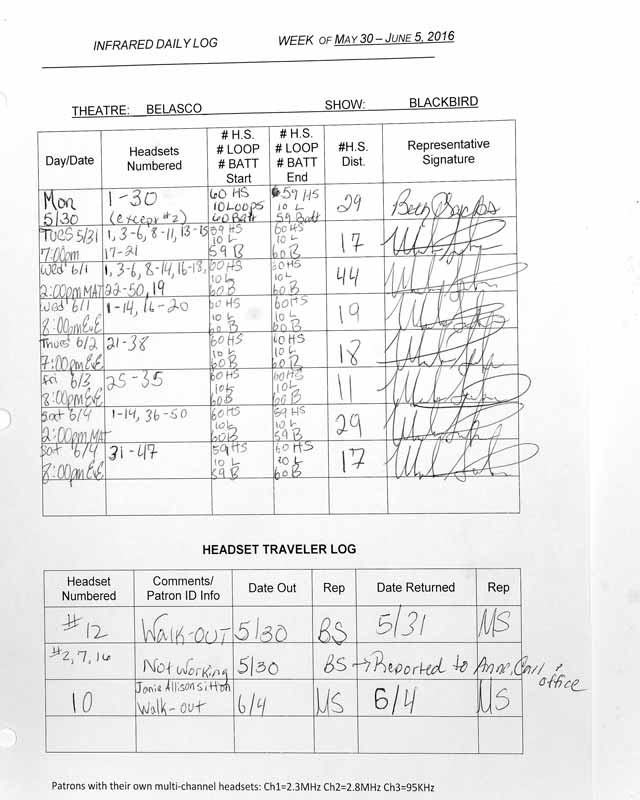 INFRARED DAILY LOG WEEK OF MAY 30 – JUNE 5, 2016
THEATRE: BELASCO SHOW: BLACKBIRD
Day/Date
Headsets Numbered
# H.S. # LOOP # BATT Start
# H.S. # LOOP # BATT End
#H.S. Dist.
Representative Signature
Mon 5/30
1-30 (except #2)
60 HS 10 Loops 60 Batt
59 HS 10 L 59 Batt
29
Tues 5/31 7:00pm
1, 3-6, 8-11, 13-15 17-21
59 HS 10 L 59 B
60 HS 10 L 60 B
17
Wed 6/1 2:00pm MAT
1, 3-6, 8-14, 16-18, 22-50, 19
60 HS 10 L 60 B
60 HS 10 L 60 B
44
Wed 6/1 8:00pm EvE
1-14, 16-20
60 HS 10 L 60 B
60 HS 10 L 60 B
19
Thurs 6/2 7:00pm EvE
21-38
60 HS 10 L 60 B
60 HS 10 L 60 B
18
Fri 6/3 8:00pm EvE
25-35
60 HS 10 L 60 B
60 HS 10 L 60 B
11
Sat 6/4 2:00pm MAT
1-14, 36-50
60 HS 10 L 60 B
59 HS 10 L 59 B
29
Sat 6/4 8:00pm EvE
31-47
59 HS 10 L 59 B
60 HS 10 L 60 B
17
HEADSET TRAVELER LOG
Headset Numbered
Comments/ Patron ID Info
Date Out
Rep
Date Returned
Rep
#12 Walk-out 5/30 BS 5/31 MS
#2, 7, 16 Not Working 5/30 BS → Reported to Anne, Carl & office
10 Janie Allison Sitton Walk-out 6/4 MS 6/4 MS
Patrons with their own multi-channel headsets: Ch1=2.3MHz Ch2=2.8MHz Ch3=95KHz